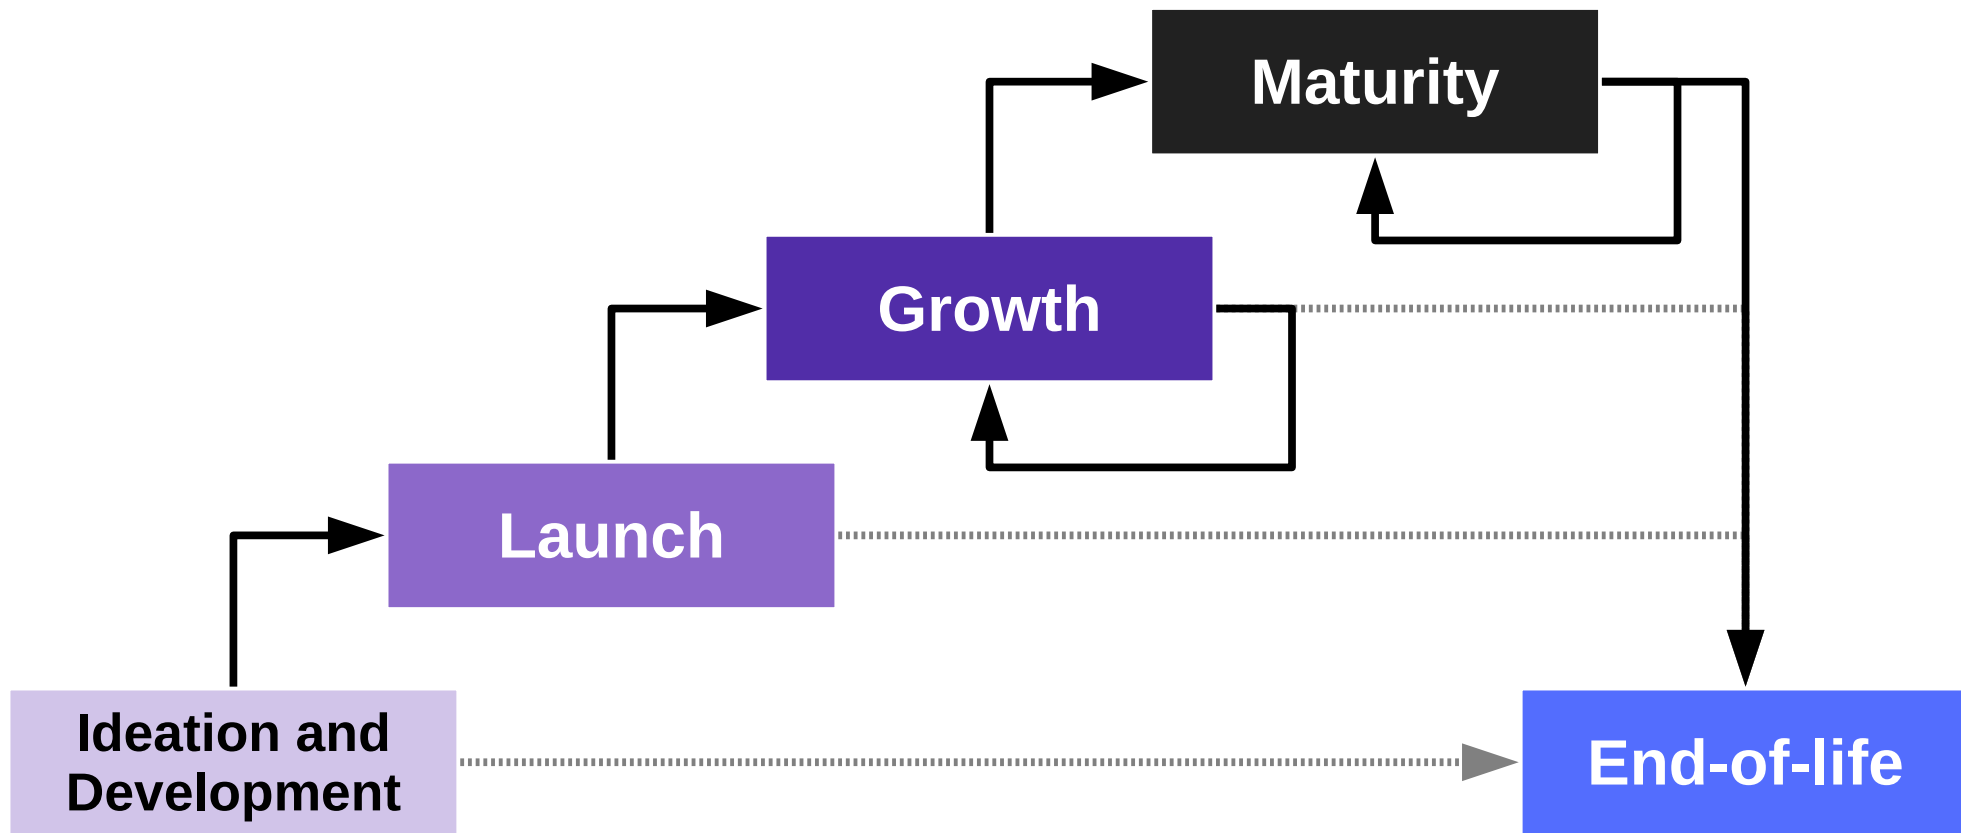 Maturity
Growth
Launch
Ideation and
Development
End-of-life